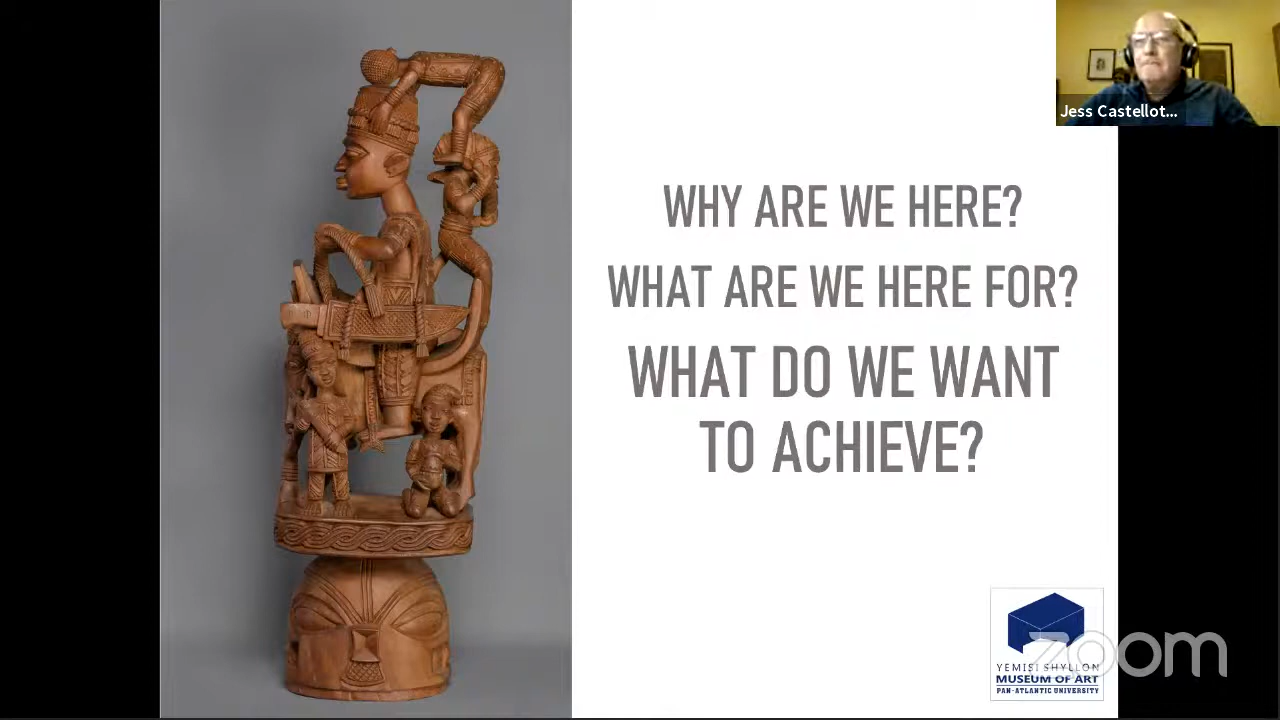 Jess Castellot...
WHY ARE WE HERE?
WHAT ARE WE HERE FOR?
WHAT DO WE WANT
TO ACHIEVE?
YEMISI SHYLLON
MUSEUM OF ART
PAN-ATLANTIC UNIVERSITY
zoom